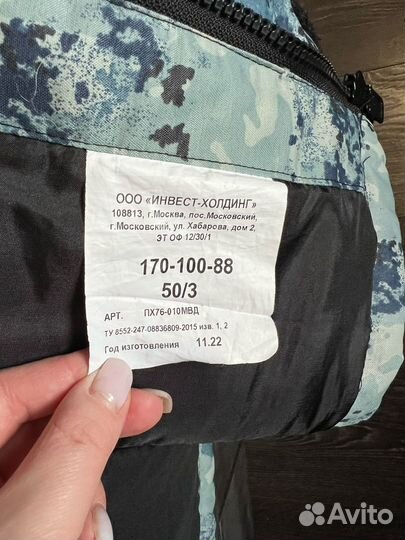 ООО «ИНВЕСТ-ХОЛДИНГ»
108813, г.Москва, пос.Московский,
г.Московский, ул. Хабарова, дом 2,
ЭТ ОФ 12/30/1
170-100-88
50/3
АРТ. ПХ76-010МВД
ТУ 8552-247-08836809-2015 изв. 1, 2
Год изготовления 11.22
Avito